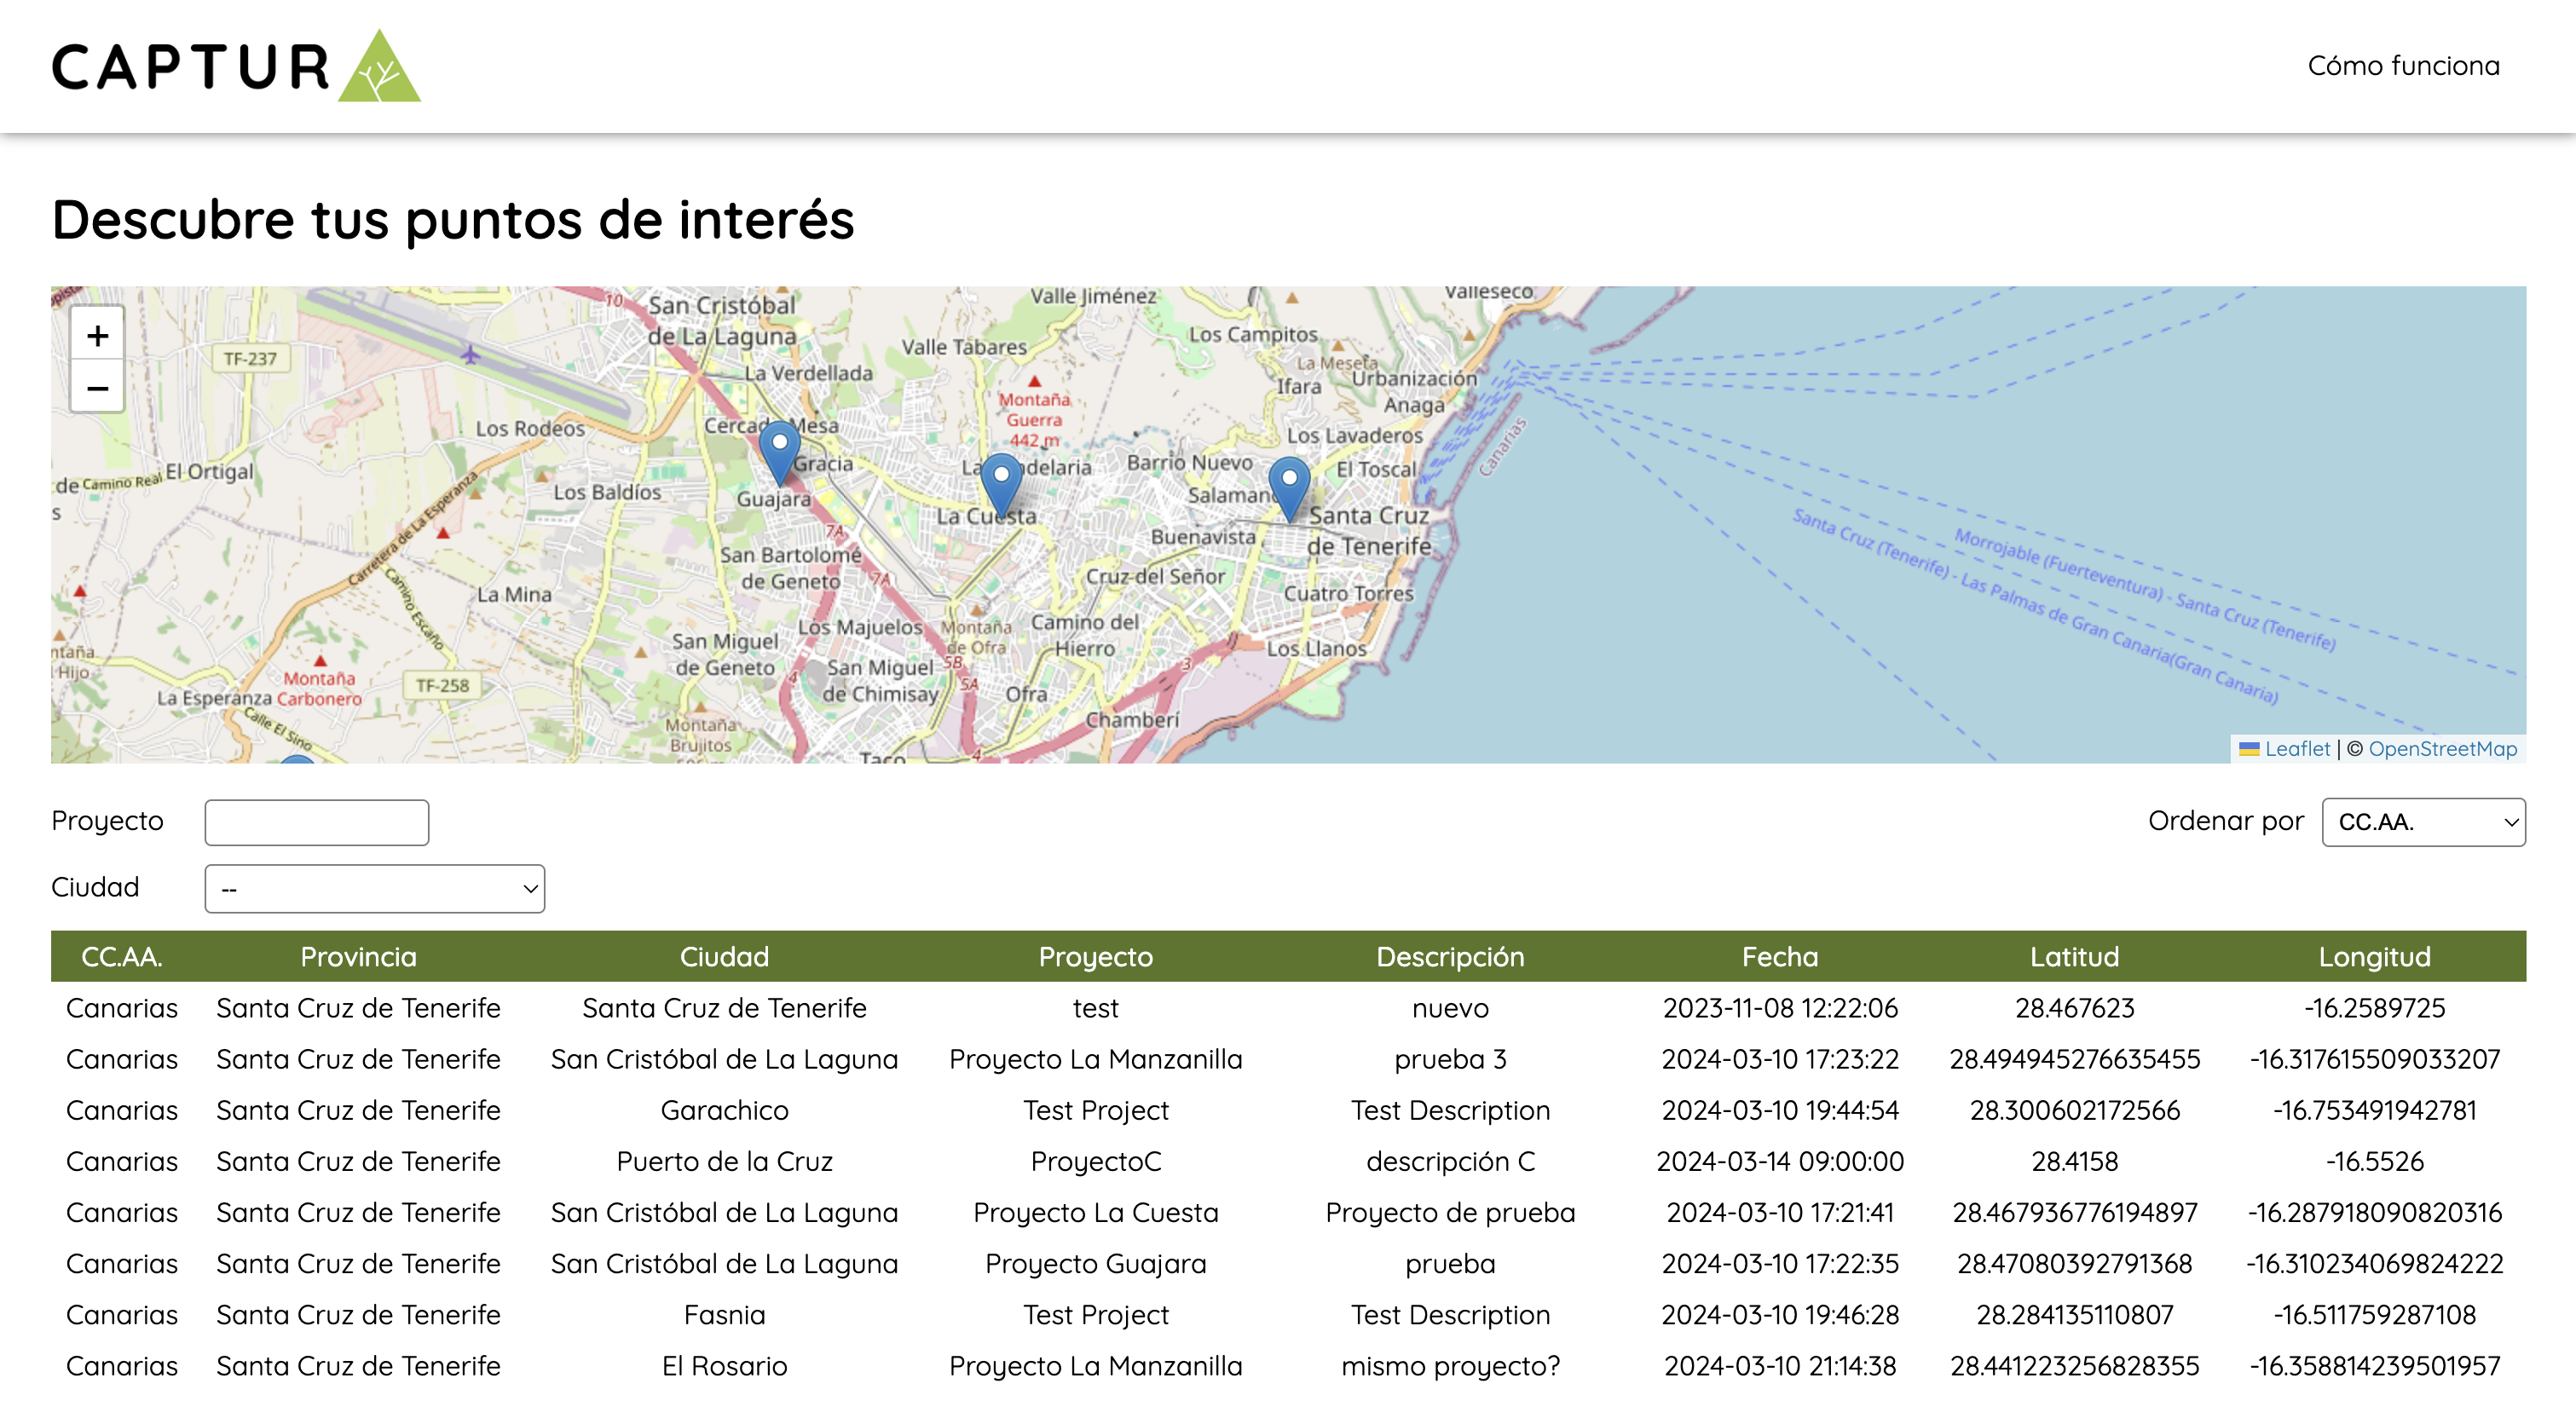 CAPTUR
Cómo funciona
Descubre tus puntos de interés
+
−
10
San Cristóbal
de La Laguna
Valle Jiménez
Valleseco
TF-237
Valle Tabares
Los Campitos
La Meseta
Ifara
Urbanización
Anaga
La Verdellada
Montaña
Guerra
442 m
Los Rodeos
Gracia
Los Lavaderos
Canarias
El Ortigal
de Camino Real
s
Barrio Nuevo
El Toscal
Los Baldíos
Guajara
La Cuesta
Santa Cruz
de Tenerife
Buenavista
Carretera de La Esperanza
7A
San Bartolomé
de Geneto
7A
Cruz del Señor
Cuatro Torres
Camino Escaño
La Mina
Morrojable (Fuerteventura) - Santa Cruz (Tenerife)
Santa Cruz (Tenerife) - Las Palmas de Gran Canaria(Gran Canaria)
Los Majuelos
Montaña
de Ofra
Camino del
Hierro
San Miguel
de Geneto
5B
3
Los Llanos
San Miguel
de Chimisay
4
5A
Ofra
Montaña
Carbonero
TF-258
La Esperanza
Calle El Sino
Montaña
Brujitos
Chamberí
Taco
4
Leaflet | © OpenStreetMap
Proyecto
Ordenar por CC.AA.
Ciudad --
CC.AA. Provincia Ciudad Proyecto Descripción Fecha Latitud Longitud
Canarias Santa Cruz de Tenerife Santa Cruz de Tenerife test nuevo 2023-11-08 12:22:06 28.467623 -16.2589725
Canarias Santa Cruz de Tenerife San Cristóbal de La Laguna Proyecto La Manzanilla prueba 3 2024-03-10 17:23:22 28.494945276635455 -16.317615509033207
Canarias Santa Cruz de Tenerife Garachico Test Project Test Description 2024-03-10 19:44:54 28.300602172566 -16.753491942781
Canarias Santa Cruz de Tenerife Puerto de la Cruz ProyectoC descripción C 2024-03-14 09:00:00 28.4158 -16.5526
Canarias Santa Cruz de Tenerife San Cristóbal de La Laguna Proyecto La Cuesta Proyecto de prueba 2024-03-10 17:21:41 28.467936776194897 -16.287918090820316
Canarias Santa Cruz de Tenerife San Cristóbal de La Laguna Proyecto Guajara prueba 2024-03-10 17:22:35 28.47080392791368 -16.310234069824222
Canarias Santa Cruz de Tenerife Fasnia Test Project Test Description 2024-03-10 19:46:28 28.284135110807 -16.511759287108
Canarias Santa Cruz de Tenerife El Rosario Proyecto La Manzanilla mismo proyecto? 2024-03-10 21:14:38 28.441223256828355 -16.358814239501957